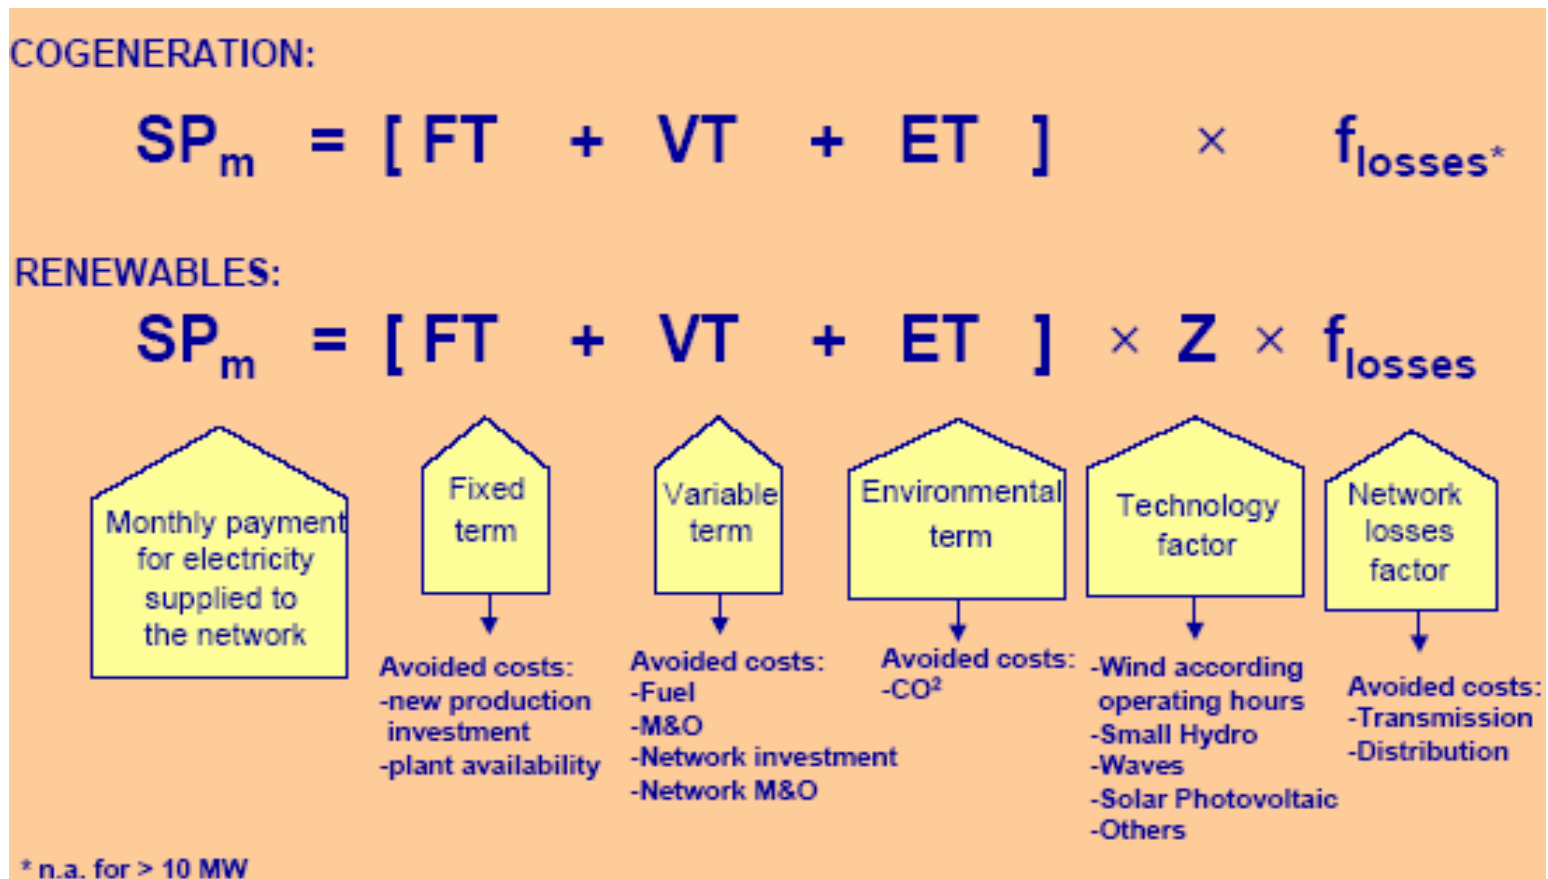 COGENERATION:
SPm = [ FT + VT + ET ] × flosses*
RENEWABLES:
SPm = [ FT + VT + ET ] × Z × flosses
Monthly payment
for electricity
supplied to
the network
Fixed
term
Variable
term
Environmental
term
Technology
factor
Network
losses
factor
Avoided costs:
-new production
investment
-plant availability
Avoided costs:
-Fuel
-M&O
-Network investment
-Network M&O
Avoided costs:
-CO²
-Wind according
operating hours
-Small Hydro
-Waves
-Solar Photovoltaic
-Others
Avoided costs:
-Transmission
-Distribution
* n.a. for > 10 MW